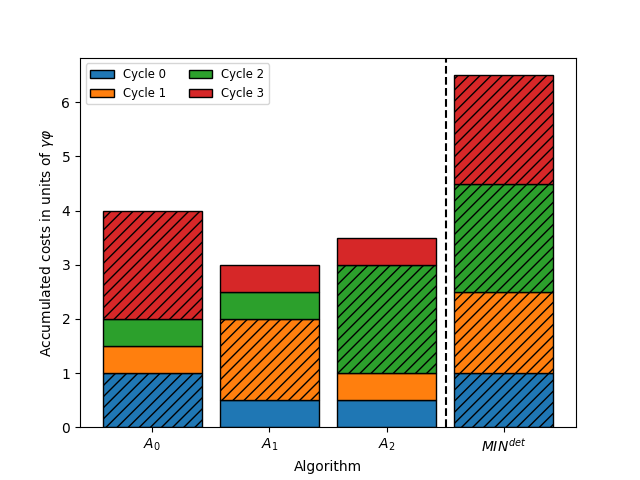 Cycle 0
Cycle 1
Cycle 2
Cycle 3
Accumulated costs in units of γφ
6
5
4
3
2
1
0
A₀
A₁
A₂
MINᵈᵉᵗ
Algorithm